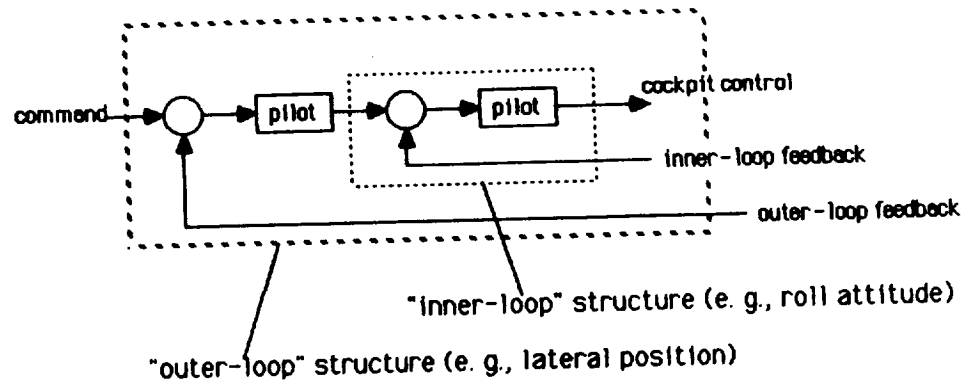 cockpit control
command
pilot
pilot
inner-loop feedback
outer-loop feedback
"inner-loop" structure (e. g., roll attitude)
"outer-loop" structure (e. g., lateral position)